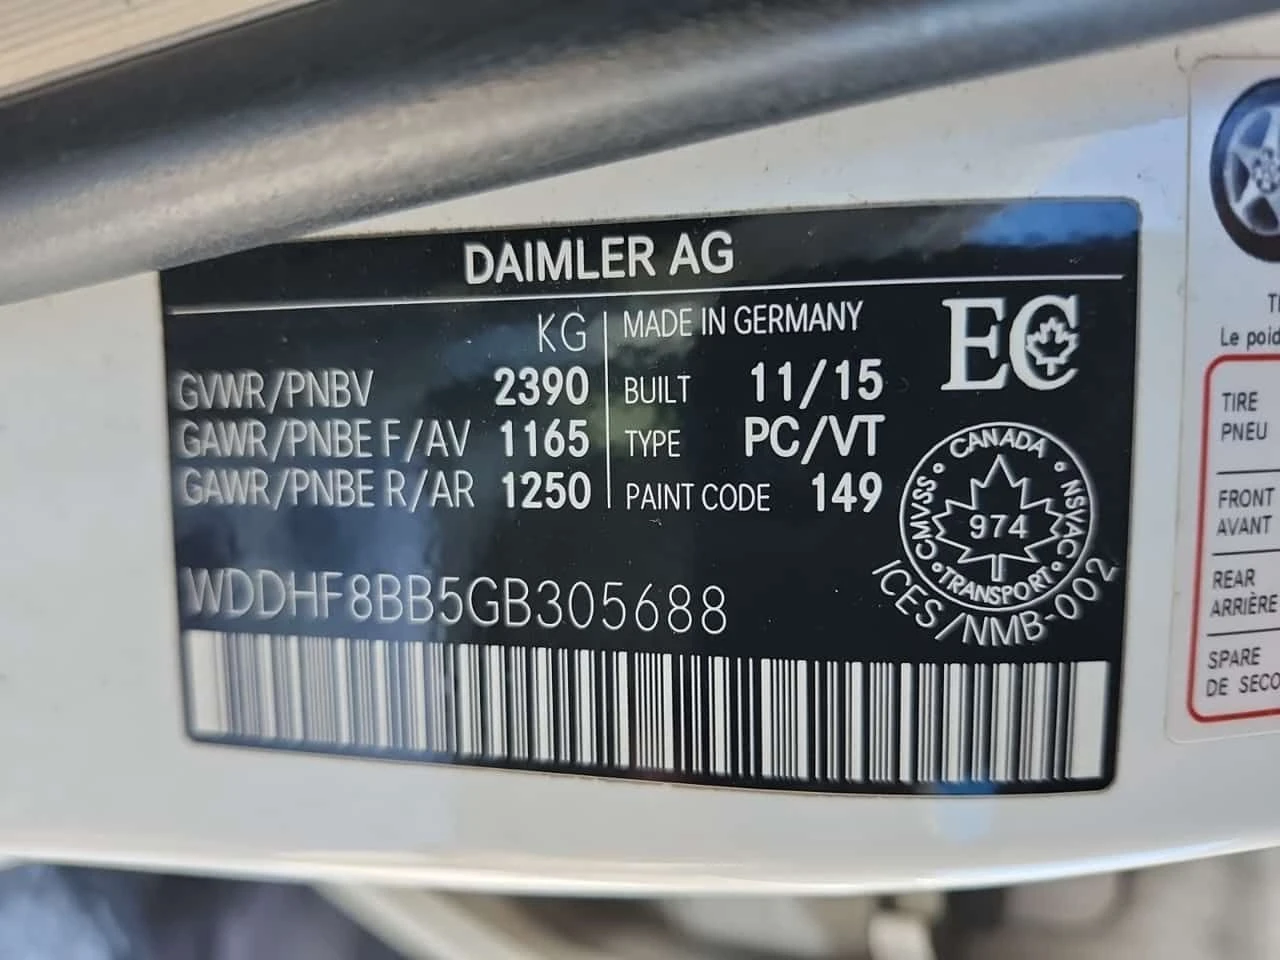 DAIMLER AG
KG
GVWR/PNBV 2390
GAWR/PNBE F/AV 1165
GAWR/PNBE R/AR 1250
MADE IN GERMANY
BUILT 11/15
TYPE PC/VT
PAINT CODE 149
EC
CANADA
CMVSS
NSVAC
974
TRANSPORT
ICES/NMB-002
WDDHF8BB5GB305688
Le poid
TIRE
PNEU
FRONT
AVANT
REAR
ARRIÈRE
SPARE
DE SECO